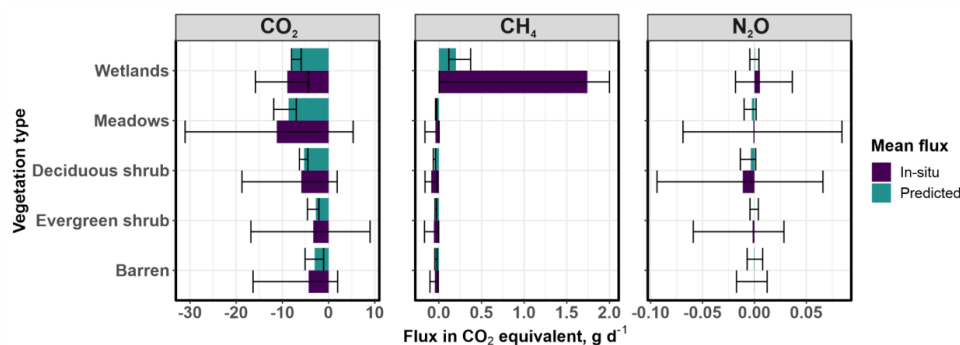 CO₂ CH₄ N₂O
Wetlands
Meadows
Deciduous shrub
Evergreen shrub
Barren
Vegetation type
-30 -20 -10 0 10
0.0 0.5 1.0 1.5 2.0
-0.10 -0.05 0.00 0.05
Flux in CO₂ equivalent, g d⁻¹
Mean flux
In-situ
Predicted